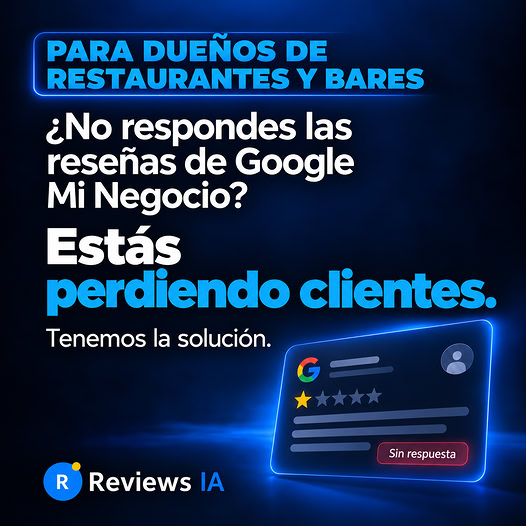 PARA DUEÑOS DE
RESTAURANTES Y BARES
¿No respondes las
reseñas de Google
Mi Negocio?
Estás
perdiendo clientes.
Tenemos la solución.
G
Sin respuesta
R Reviews IA